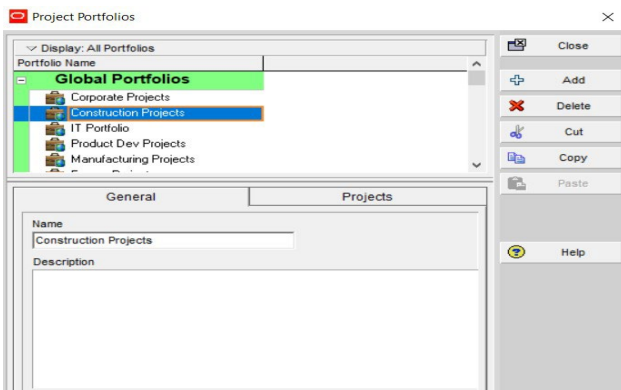 Project Portfolios
Display: All Portfolios
Portfolio Name
Global Portfolios
Corporate Projects
Construction Projects
IT Portfolio
Product Dev Projects
Manufacturing Projects
General
Projects
Name
Construction Projects
Description
Close
Add
Delete
Cut
Copy
Paste
Help